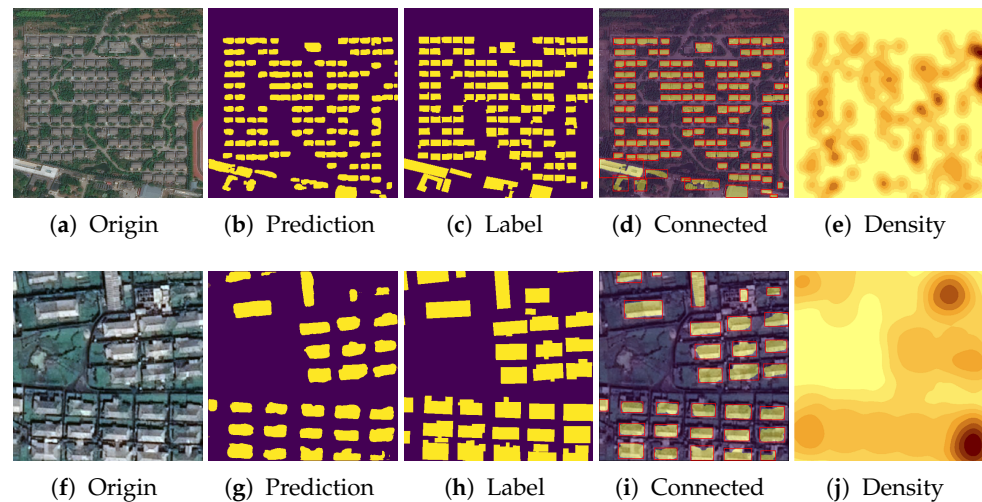 (a) Origin (b) Prediction (c) Label (d) Connected (e) Density
(f) Origin (g) Prediction (h) Label (i) Connected (j) Density